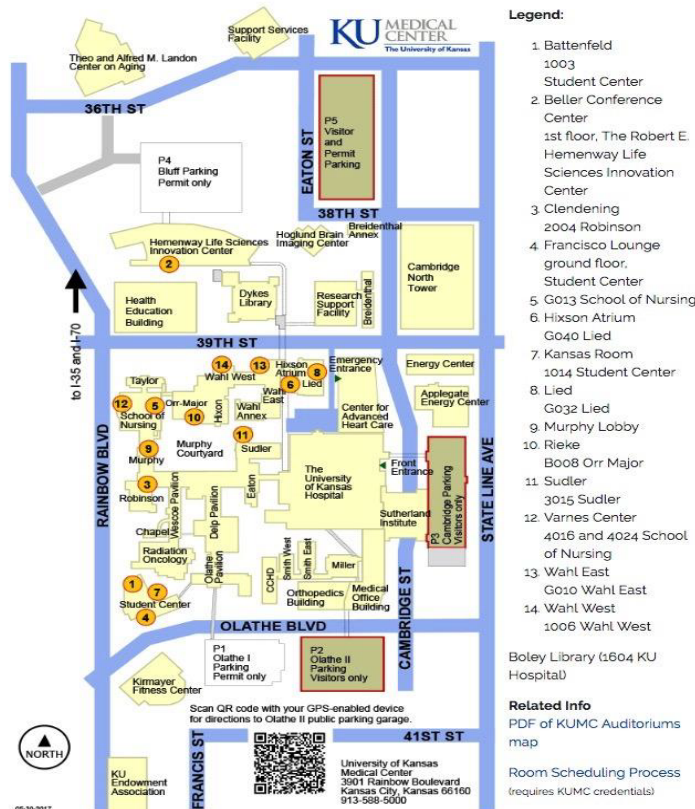 Support Services
Facility
KU MEDICAL
CENTER
The University of Kansas
Theo and Alfred M. Landon
Center on Aging
36TH ST
EATON ST
P5
Visitor
and
Permit
Parking
P4
Bluff Parking
Permit only
38TH ST
Hemenway Life Sciences
Innovation Center
2
Hoglund Brain
Imaging Center
Breidenthal
Annex
Cambridge
North
Tower
Dykes
Library
Research
Support
Facility
Breidenthal
Health
Education
Building
to I-35 and I-70
39TH ST
14
Wahl West
13
Hixson
Atrium
8
Lied
6
Emergency
Entrance
Energy Center
Taylor
Wahl
East
Applegate
Energy Center
12
5
School of
Nursing
Orr-Major
10
Hixon
Wahl
Annex
Center for
Advanced
Heart Care
11
Sudler
9
Murphy
Murphy
Courtyard
RAINBOW BLVD
STATE LINE AVE
The
University
of Kansas
Hospital
Front
Entrance
P3
Cambridge Parking
Visitors only
3
Robinson
Wescoe Pavilion
Delp Pavilion
Eaton
Sutherland
Institute
Chapel
Radiation
Oncology
Olathe
Pavilion
CCHD
Smith West
Smith East
Miller
CAMBRIDGE ST
1
7
Student Center
4
Orthopedics
Building
Medical
Office
Building
OLATHE BLVD
P1
Olathe I
Parking
Permit only
P2
Olathe II
Parking
Visitors only
Kirmayer
Fitness Center
Scan QR code with your GPS-enabled device
for directions to Olathe II public parking garage.
NORTH
FRANCIS ST
41ST ST
KU
Endowment
Association
University of Kansas
Medical Center
3901 Rainbow Boulevard
Kansas City, Kansas 66160
913-588-5000
Legend:
1. Battenfeld
1003
Student Center
2. Beller Conference
Center
1st floor, The Robert E.
Hemenway Life
Sciences Innovation
Center
3. Clendening
2004 Robinson
4. Francisco Lounge
ground floor,
Student Center
5. G013 School of Nursing
6. Hixson Atrium
G040 Lied
7. Kansas Room
1014 Student Center
8. Lied
G032 Lied
9. Murphy Lobby
10. Rieke
B008 Orr Major
11. Sudler
3015 Sudler
12. Varnes Center
4016 and 4024 School
of Nursing
13. Wahl East
G010 Wahl East
14. Wahl West
1006 Wahl West
Boley Library (1604 KU
Hospital)
Related Info
PDF of KUMC Auditoriums
map
Room Scheduling Process
(requires KUMC credentials)